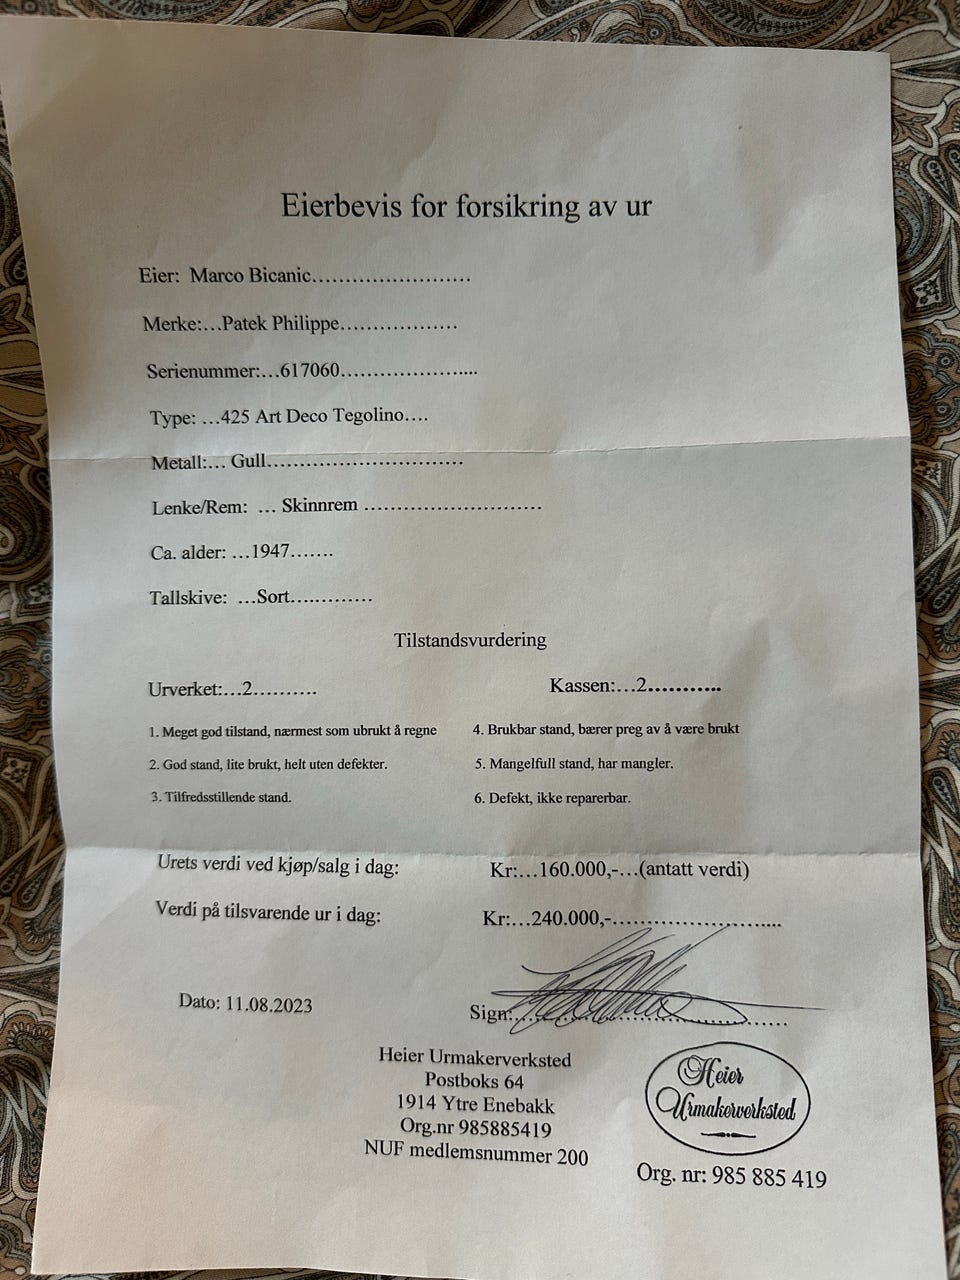 Eierbevis for forsikring av ur
Eier: Marco Bicanic.......................
Merke:...Patek Philippe..................
Serienummer:...617060.......................
Type: ...425 Art Deco Tegolino....
Metall:... Gull..............................
Lenke/Rem: ... Skinnrem ...........................
Ca. alder: ...1947.......
Tallskive: ...Sort.............
Tilstandsvurdering
Urverket:...2.......... Kassen:...2...........
1. Meget god tilstand, nærmest som ubrukt å regne 4. Brukbar stand, bærer preg av å være brukt
2. God stand, lite brukt, helt uten defekter. 5. Mangelfull stand, har mangler.
3. Tilfredsstillende stand. 6. Defekt, ikke reparerbar.
Urets verdi ved kjøp/salg i dag: Kr:...160.000,-...(antatt verdi)
Verdi på tilsvarende ur i dag: Kr:...240.000,-..........................
Dato: 11.08.2023 Sign:..........................................
Heier Urmakerverksted
Postboks 64
1914 Ytre Enebakk
Org.nr 985885419
NUF medlemsnummer 200
Heier
Urmakerverksted
Org. nr: 985 885 419